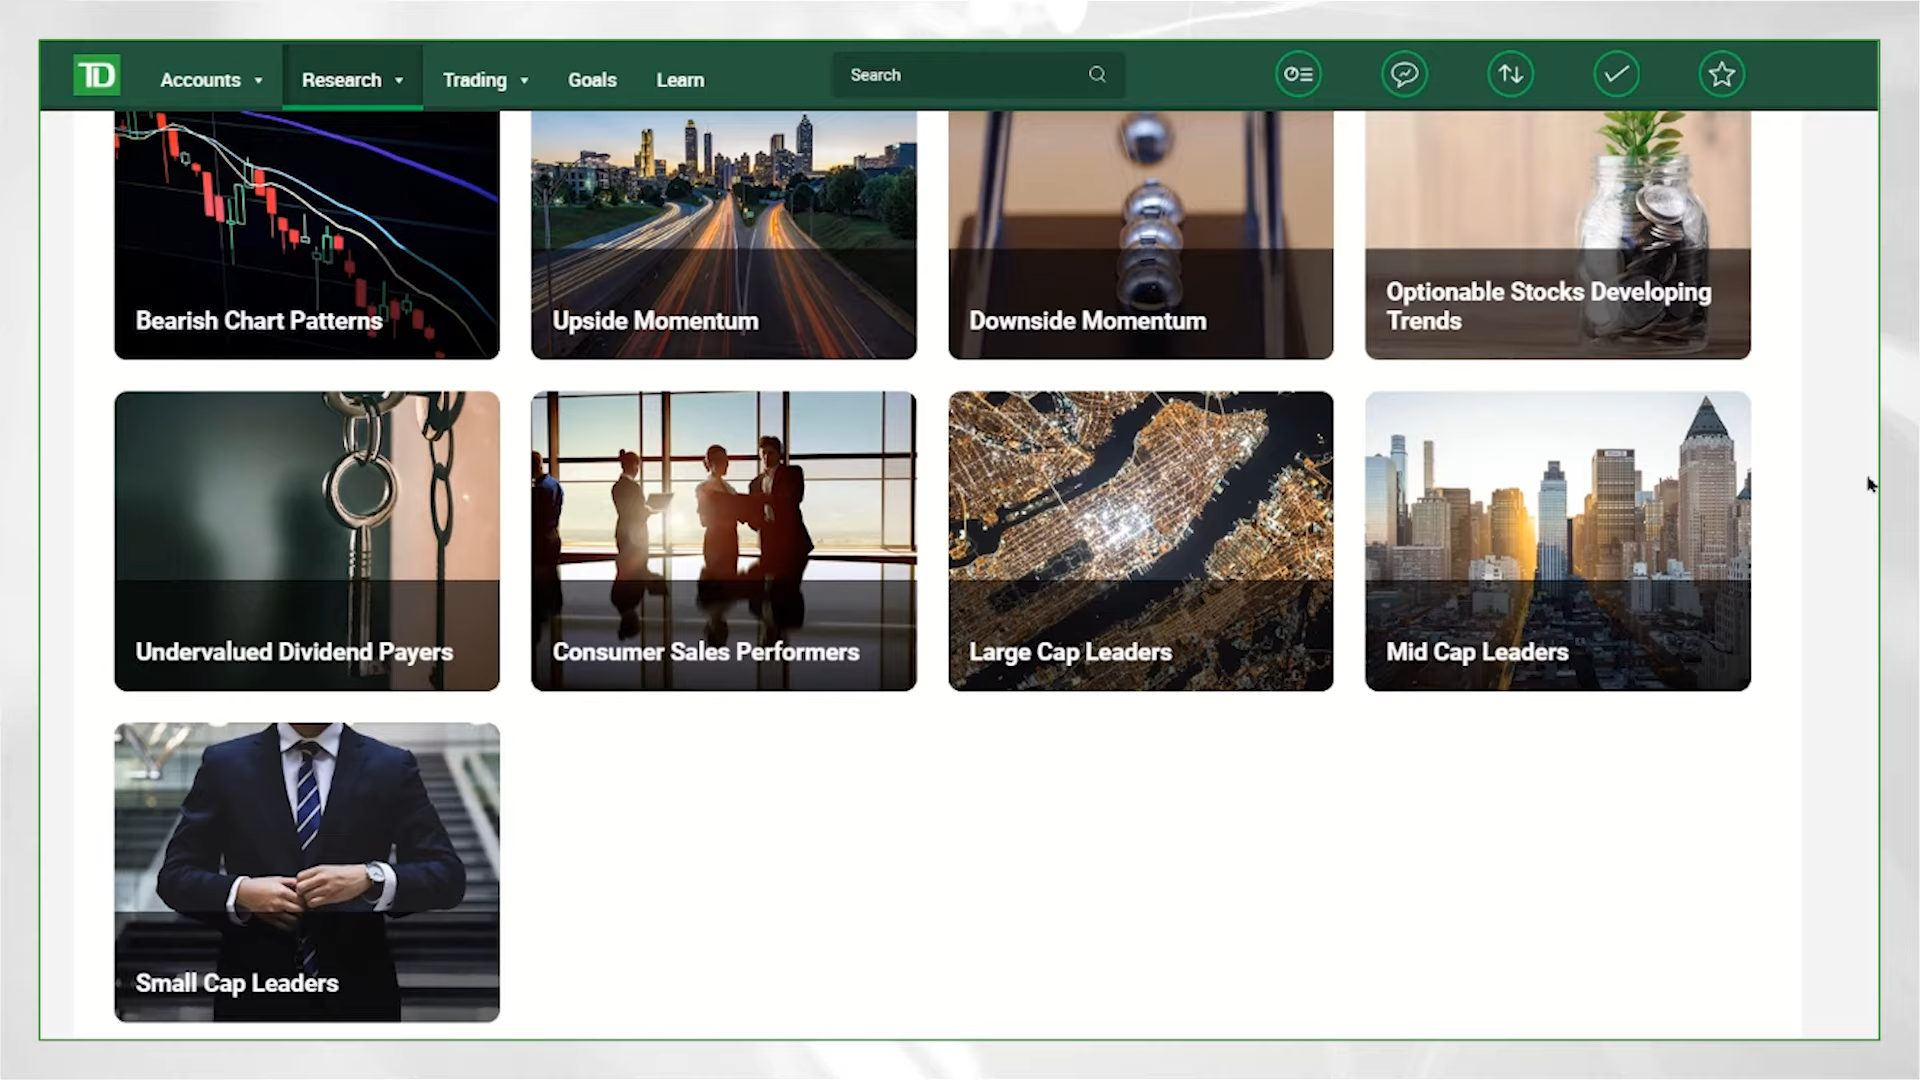 TD
Accounts
Research
Trading
Goals
Learn
Search
Bearish Chart Patterns
Upside Momentum
Downside Momentum
Optionable Stocks Developing
Trends
Undervalued Dividend Payers
Consumer Sales Performers
Large Cap Leaders
Mid Cap Leaders
Small Cap Leaders